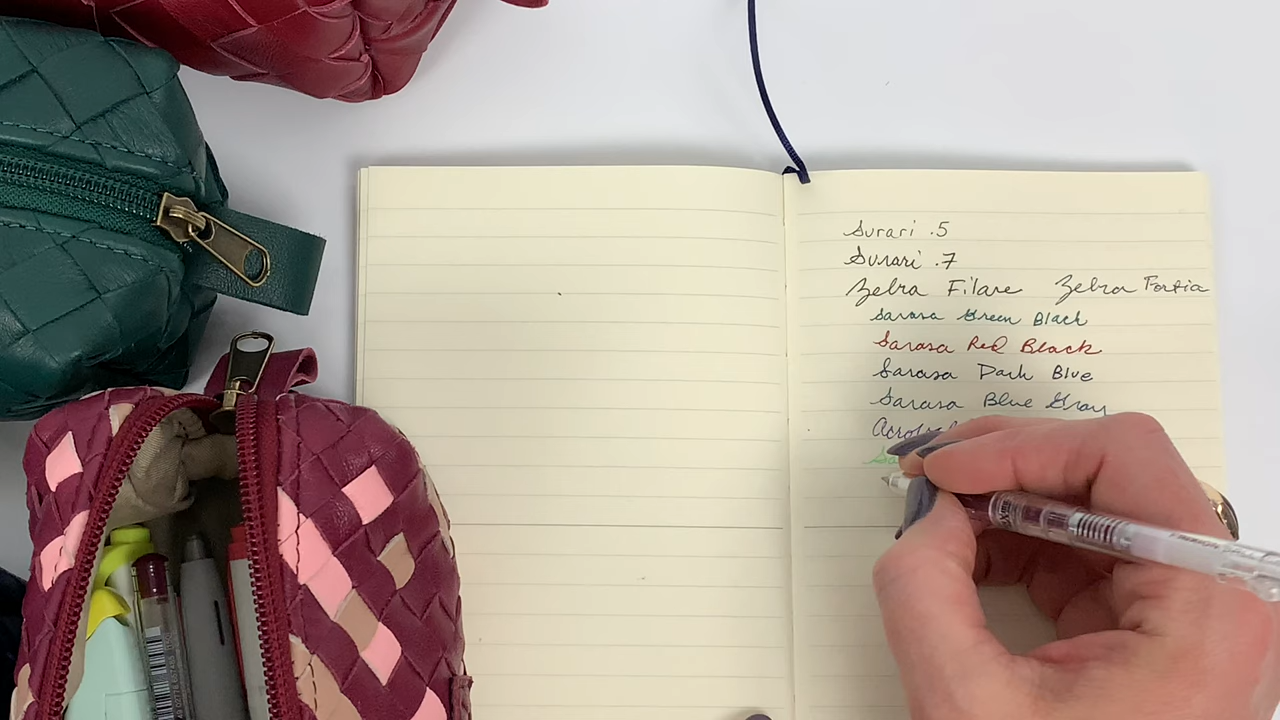 Surari .5
Surari .7
Zebra Filare Zebra Fortia
Sarasa Green Black
Sarasa Red Black
Sarasa Dark Blue
Sarasa Blue Gray